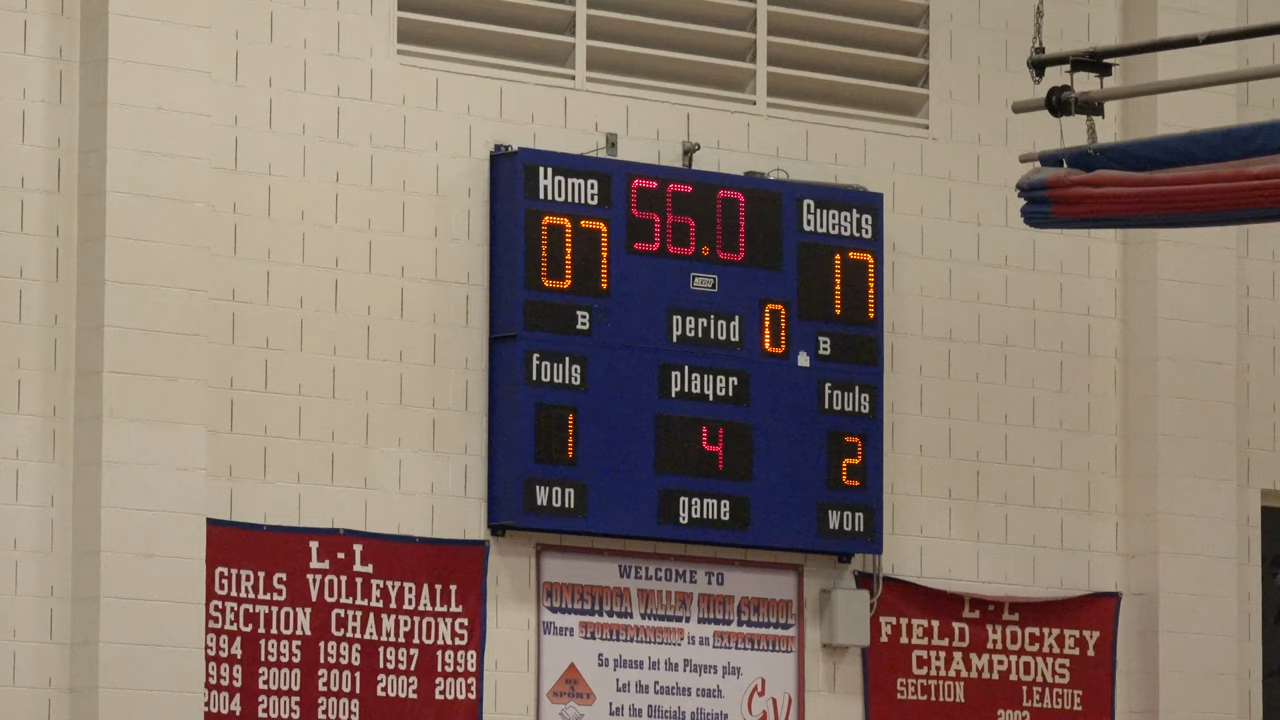 Home 56.0 Guests
07 17
B period 0 B
fouls player fouls
1 4 2
won game won
L-L
GIRLS VOLLEYBALL
SECTION CHAMPIONS
994 1995 1996 1997 1998
999 2000 2001 2002 2003
2004 2005 2009
WELCOME TO
CONESTOGA VALLEY HIGH SCHOOL
Where SPORTSMANSHIP is an EXPECTATION
So please let the Players play.
Let the Coaches coach.
Let the Officials officiate.
BE A SPORT
CV
L-L
FIELD HOCKEY
CHAMPIONS
SECTION LEAGUE